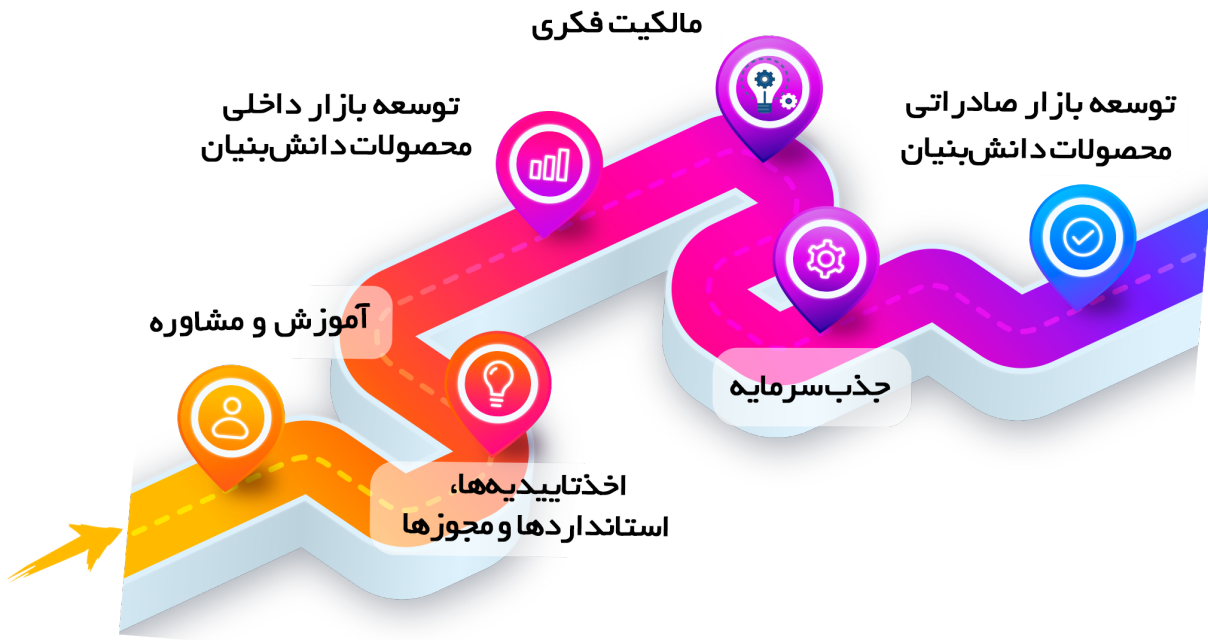 مالکیت فکری
توسعه بازار صادراتی
محصولات دانش‌بنیان
توسعه بازار داخلی
محصولات دانش‌بنیان
آموزش و مشاوره
جذب سرمایه
اخذ تاییدیه‌ها،
استانداردها و مجوزها